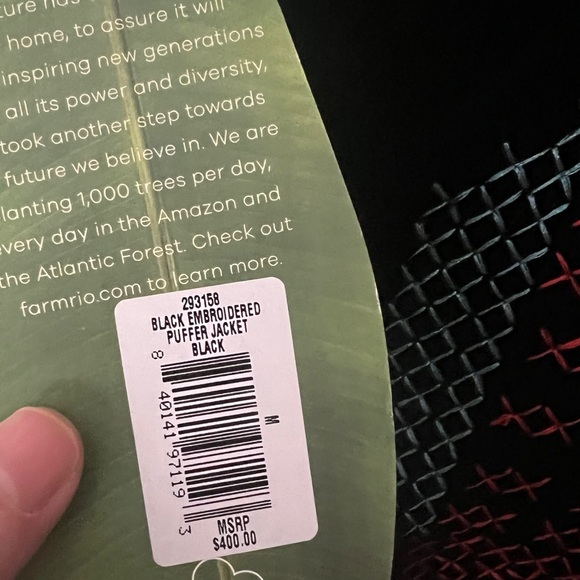 home, to assure it will
inspiring new generations
all its power and diversity,
took another step towards
future we believe in. We are
lanting 1,000 trees per day,
every day in the Amazon and
the Atlantic Forest. Check out
farmrio.com to learn more.
293158
BLACK EMBROIDERED
PUFFER JACKET
BLACK
M
8 40141 97119 3
MSRP
$400.00